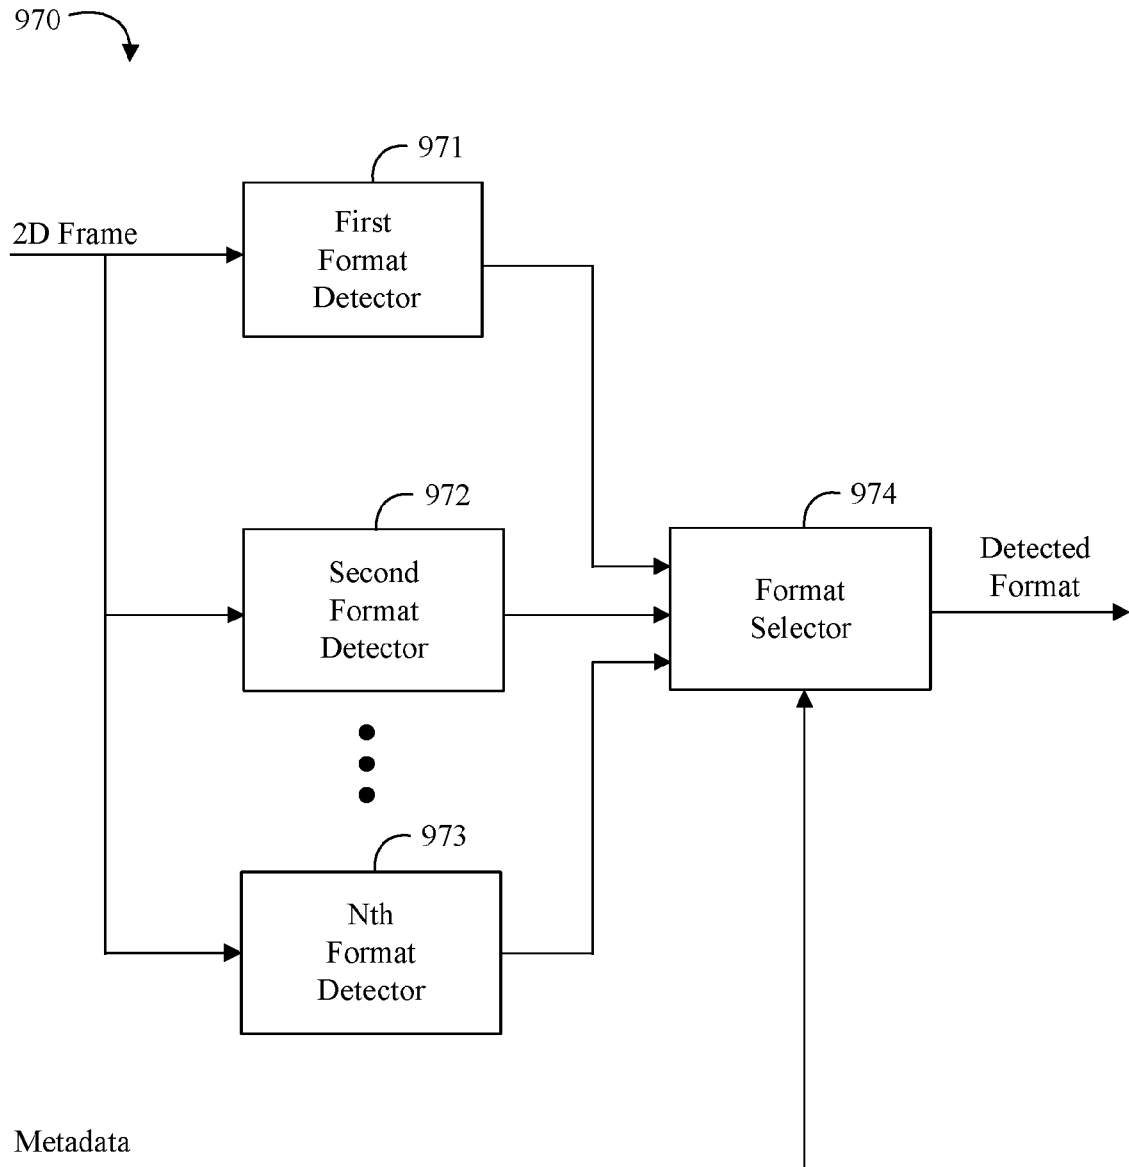 970
971
First
Format
Detector
2D Frame
972
Second
Format
Detector
974
Format
Selector
Detected
Format
973
Nth
Format
Detector
Metadata